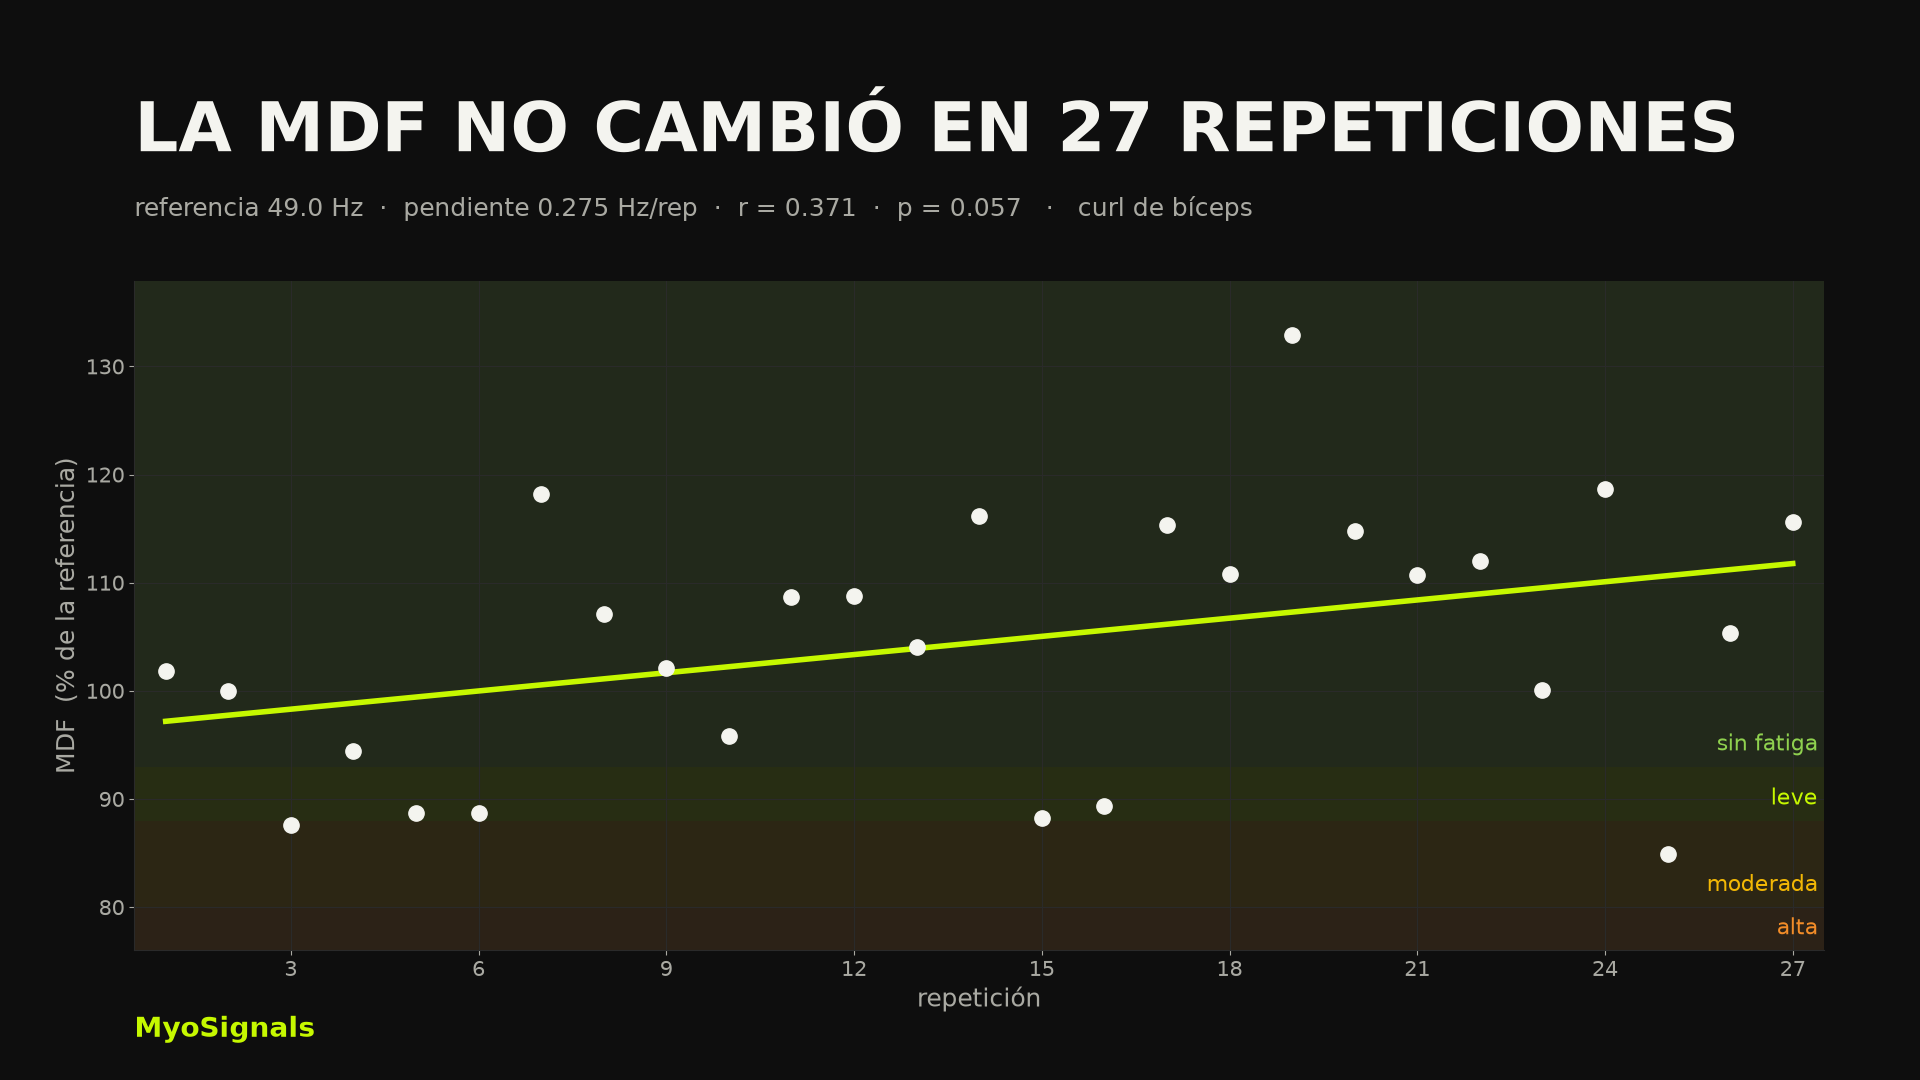 LA MDF NO CAMBIÓ EN 27 REPETICIONES
referencia 49.0 Hz · pendiente 0.275 Hz/rep · r = 0.371 · p = 0.057 · curl de bíceps
MDF (% de la referencia)
130
120
110
100
90
80
sin fatiga
leve
moderada
alta
3 6 9 12 15 18 21 24 27
repetición
MyoSignals